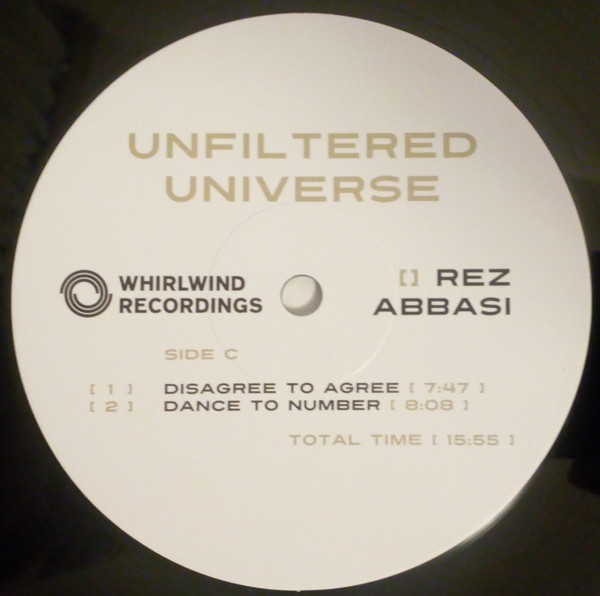 UNFILTERED
UNIVERSE
WHIRLWIND
RECORDINGS
[] REZ
ABBASI
SIDE C
[ 1 ] DISAGREE TO AGREE [ 7:47 ]
[ 2 ] DANCE TO NUMBER [ 8:08 ]
TOTAL TIME [ 15:55 ]